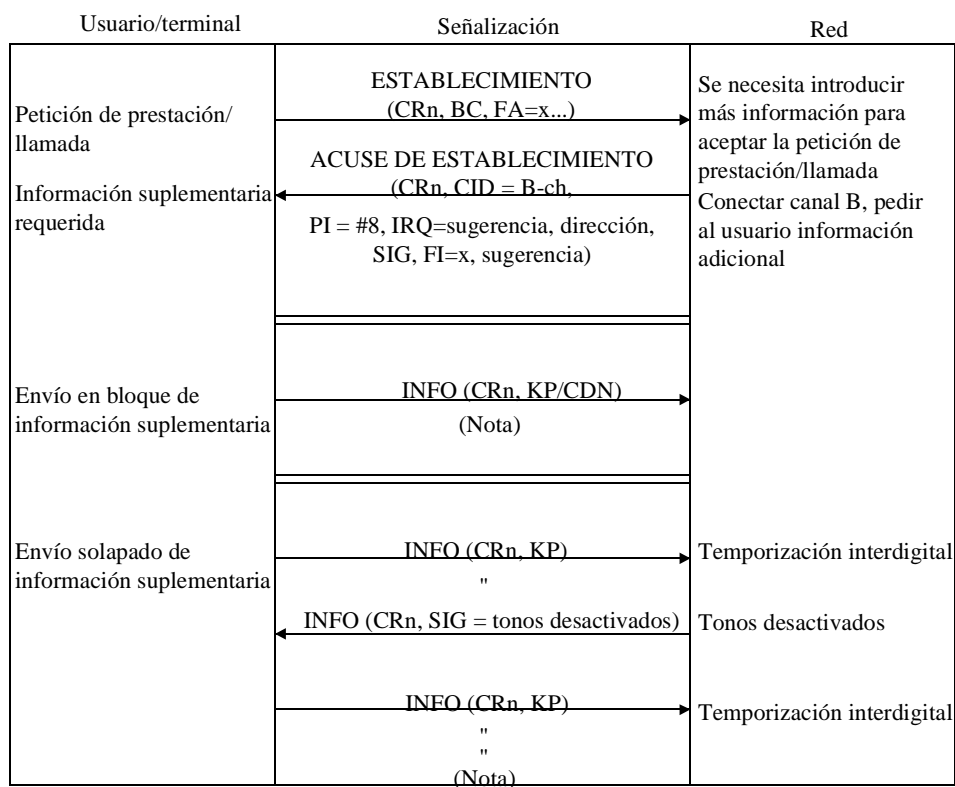 Usuario/terminal
Señalización
Red
ESTABLECIMIENTO
(CRn, BC, FA=x...)
Petición de prestación/
llamada
Se necesita introducir
más información para
aceptar la petición de
prestación/llamada
ACUSE DE ESTABLECIMIENTO
(CRn, CID = B-ch,
PI = #8, IRQ=sugerencia, dirección,
SIG, FI=x, sugerencia)
Información suplementaria
requerida
Conectar canal B, pedir
al usuario información
adicional
Envío en bloque de
información suplementaria
INFO (CRn, KP/CDN)
(Nota)
Envío solapado de
información suplementaria
INFO (CRn, KP)
"
Temporización interdigital
INFO (CRn, SIG = tonos desactivados)
Tonos desactivados
INFO (CRn, KP)
"
"
(Nota)
Temporización interdigital